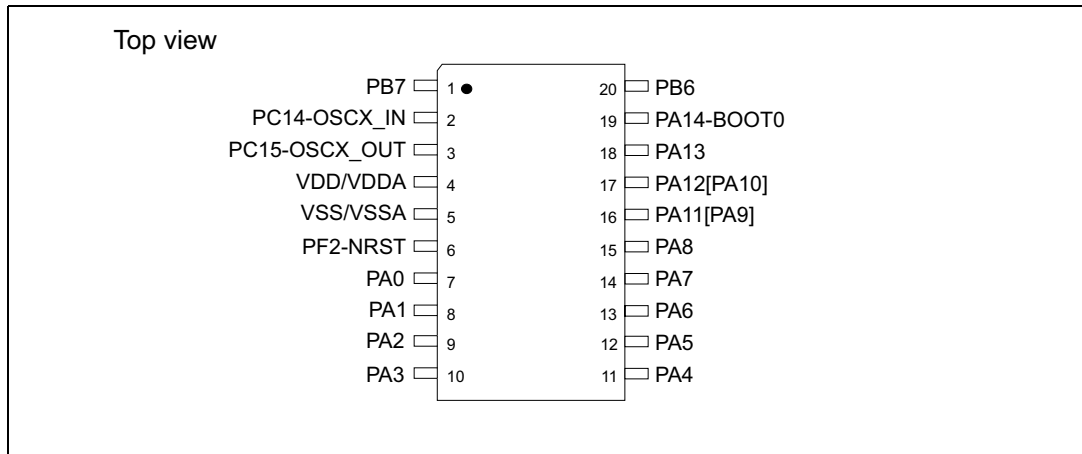 Top view
PB7 1 20 PB6
PC14-OSCX_IN 2 19 PA14-BOOT0
PC15-OSCX_OUT 3 18 PA13
VDD/VDDA 4 17 PA12[PA10]
VSS/VSSA 5 16 PA11[PA9]
PF2-NRST 6 15 PA8
PA0 7 14 PA7
PA1 8 13 PA6
PA2 9 12 PA5
PA3 10 11 PA4